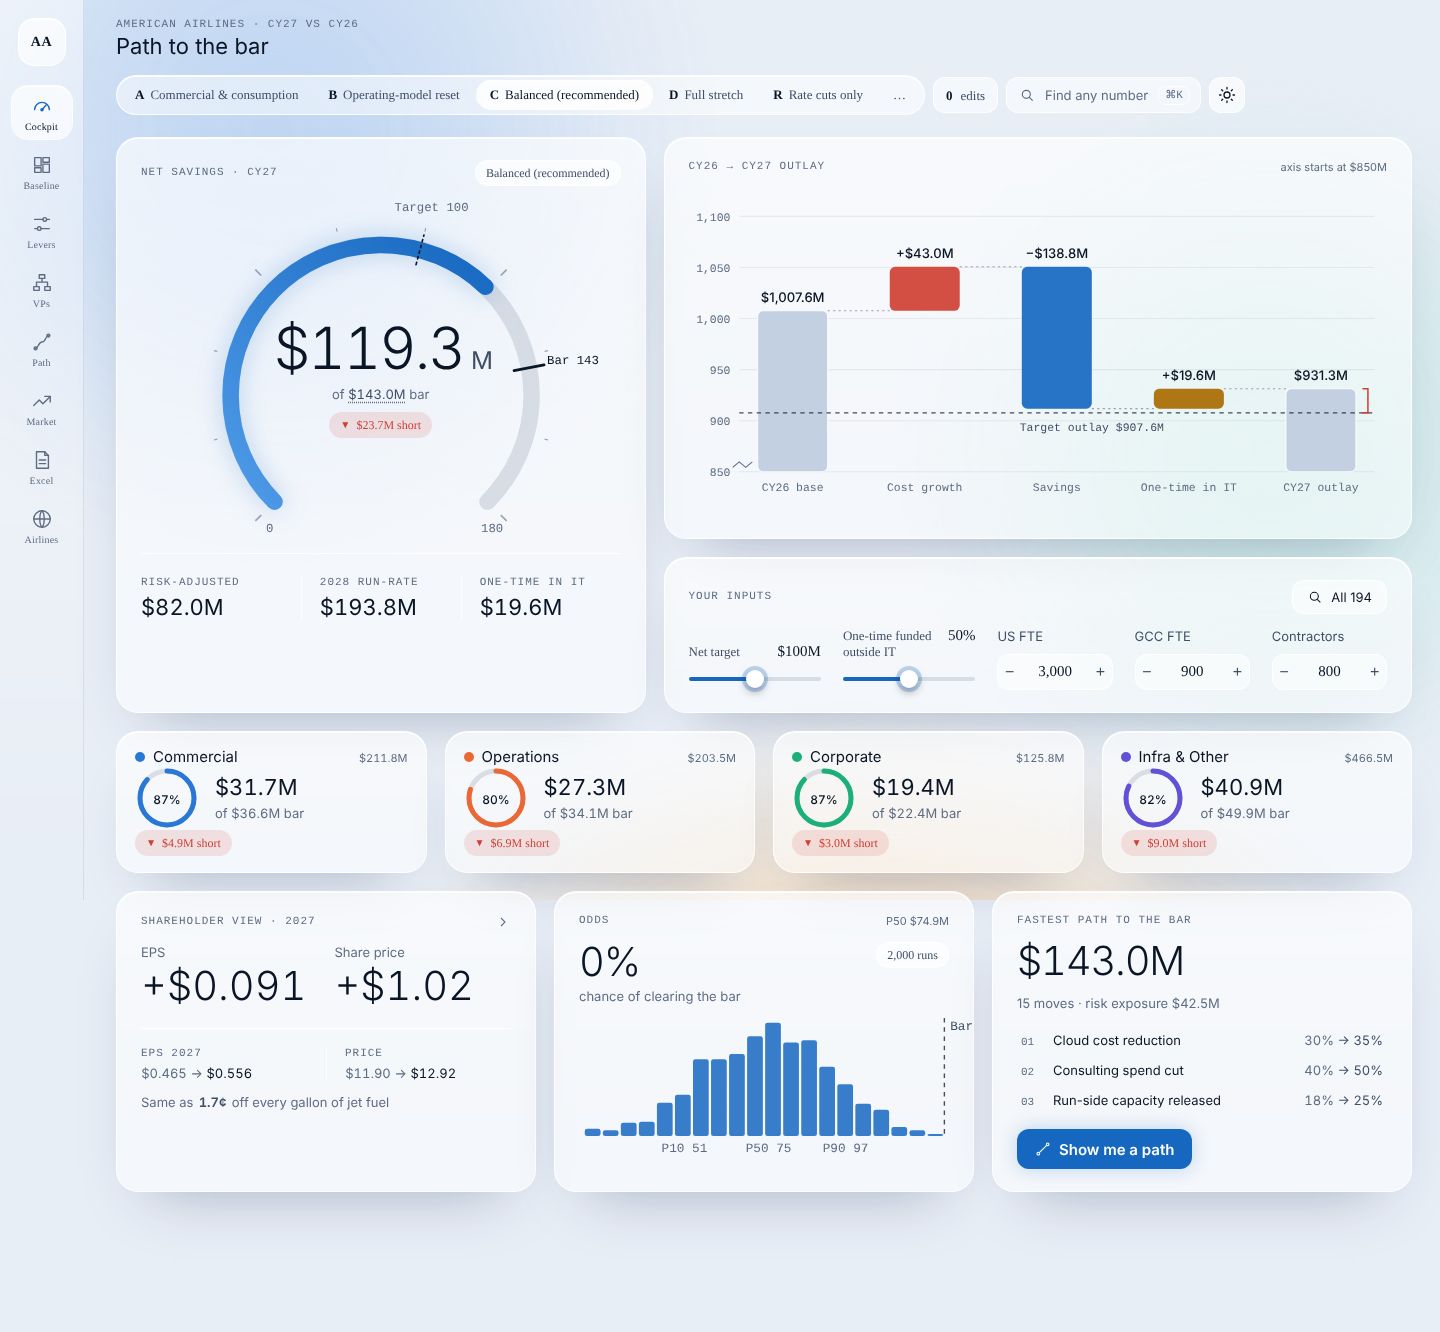 AA
Cockpit
Baseline
Levers
VPs
Path
Market
Excel
Airlines
AMERICAN AIRLINES · CY27 VS CY26
Path to the bar
A Commercial & consumption B Operating-model reset C Balanced (recommended) D Full stretch R Rate cuts only ... 0 edits Find any number ⌘K
NET SAVINGS · CY27 Balanced (recommended)
Target 100
$119.3 M
Bar 143
of $143.0M bar
▼ $23.7M short
0 180
RISK-ADJUSTED 2028 RUN-RATE ONE-TIME IN IT
$82.0M $193.8M $19.6M
CY26 → CY27 OUTLAY axis starts at $850M
1,100
1,050
1,000
950
900
850
$1,007.6M
+$43.0M
−$138.8M
+$19.6M
$931.3M
Target outlay $907.6M
CY26 base Cost growth Savings One-time in IT CY27 outlay
YOUR INPUTS All 194
Net target $100M
One-time funded 50%
outside IT
US FTE GCC FTE Contractors
− 3,000 + − 900 + − 800 +
Commercial $211.8M
87% $31.7M
of $36.6M bar
▼ $4.9M short
Operations $203.5M
80% $27.3M
of $34.1M bar
▼ $6.9M short
Corporate $125.8M
87% $19.4M
of $22.4M bar
▼ $3.0M short
Infra & Other $466.5M
82% $40.9M
of $49.9M bar
▼ $9.0M short
SHAREHOLDER VIEW · 2027
EPS Share price
+$0.091 +$1.02
EPS 2027 PRICE
$0.465 → $0.556 $11.90 → $12.92
Same as 1.7¢ off every gallon of jet fuel
ODDS P50 $74.9M
0% 2,000 runs
chance of clearing the bar
Bar
P10 51 P50 75 P90 97
FASTEST PATH TO THE BAR
$143.0M
15 moves · risk exposure $42.5M
01 Cloud cost reduction 30% → 35%
02 Consulting spend cut 40% → 50%
03 Run-side capacity released 18% → 25%
Show me a path